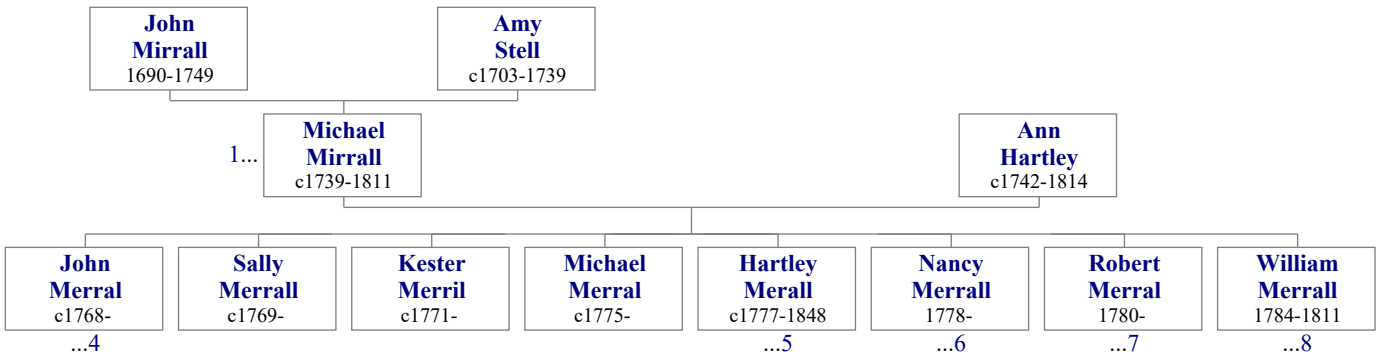 John
Mirrall
1690-1749
Amy
Stell
c1703-1739
1...
Michael
Mirrall
c1739-1811
Ann
Hartley
c1742-1814
John
Merral
c1768-
...4
Sally
Merrall
c1769-
Kester
Merril
c1771-
Michael
Merral
c1775-
Hartley
Merall
c1777-1848
...5
Nancy
Merrall
1778-
...6
Robert
Merral
1780-
...7
William
Merrall
1784-1811
...8